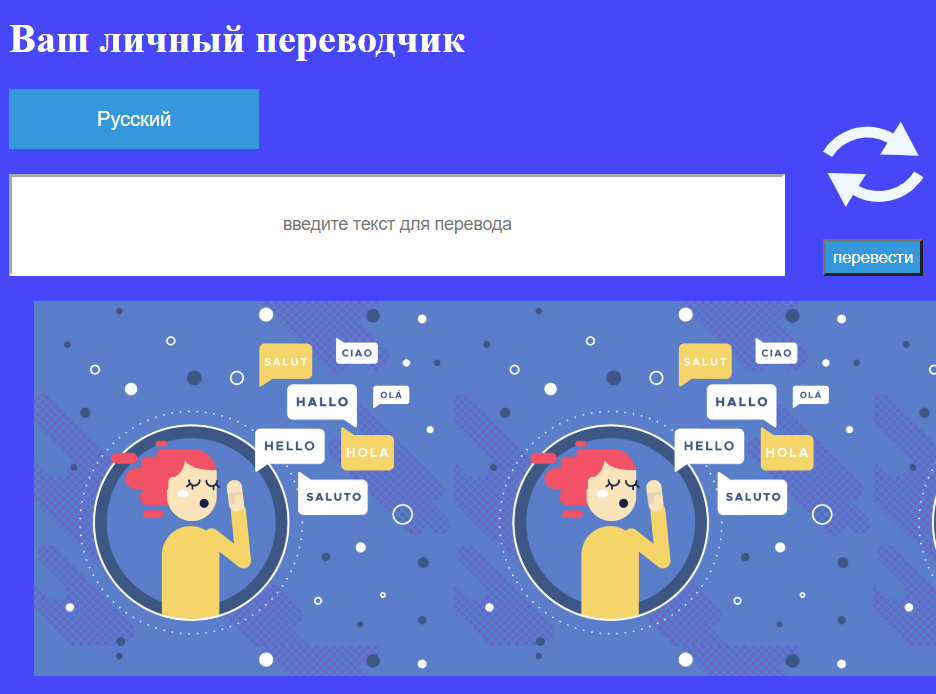 Ваш личный переводчик
Русский
введите текст для перевода
перевести
SALUT
CIAO
HALLO
OLÁ
HELLO
HOLA
SALUTO
SALUT
CIAO
HALLO
OLÁ
HELLO
HOLA
SALUTO